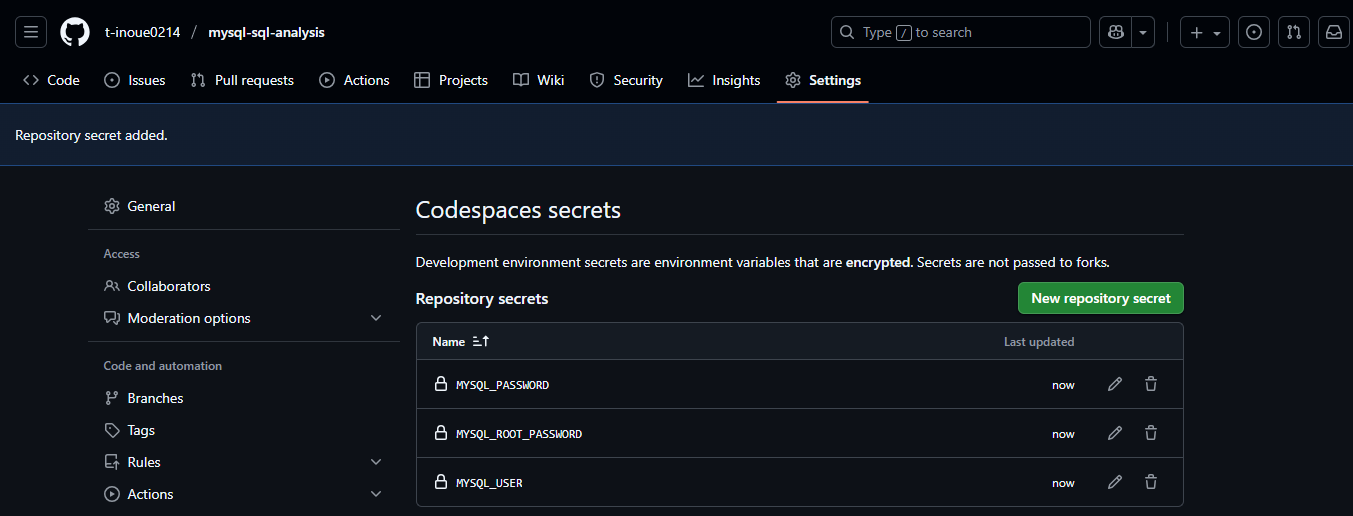 t-inoue0214 / mysql-sql-analysis Type / to search
Code Issues Pull requests Actions Projects Wiki Security Insights Settings
Repository secret added.
General
Access
Collaborators
Moderation options
Code and automation
Branches
Tags
Rules
Actions
Codespaces secrets
Development environment secrets are environment variables that are encrypted. Secrets are not passed to forks.
Repository secrets New repository secret
Name Last updated
MYSQL_PASSWORD now
MYSQL_ROOT_PASSWORD now
MYSQL_USER now